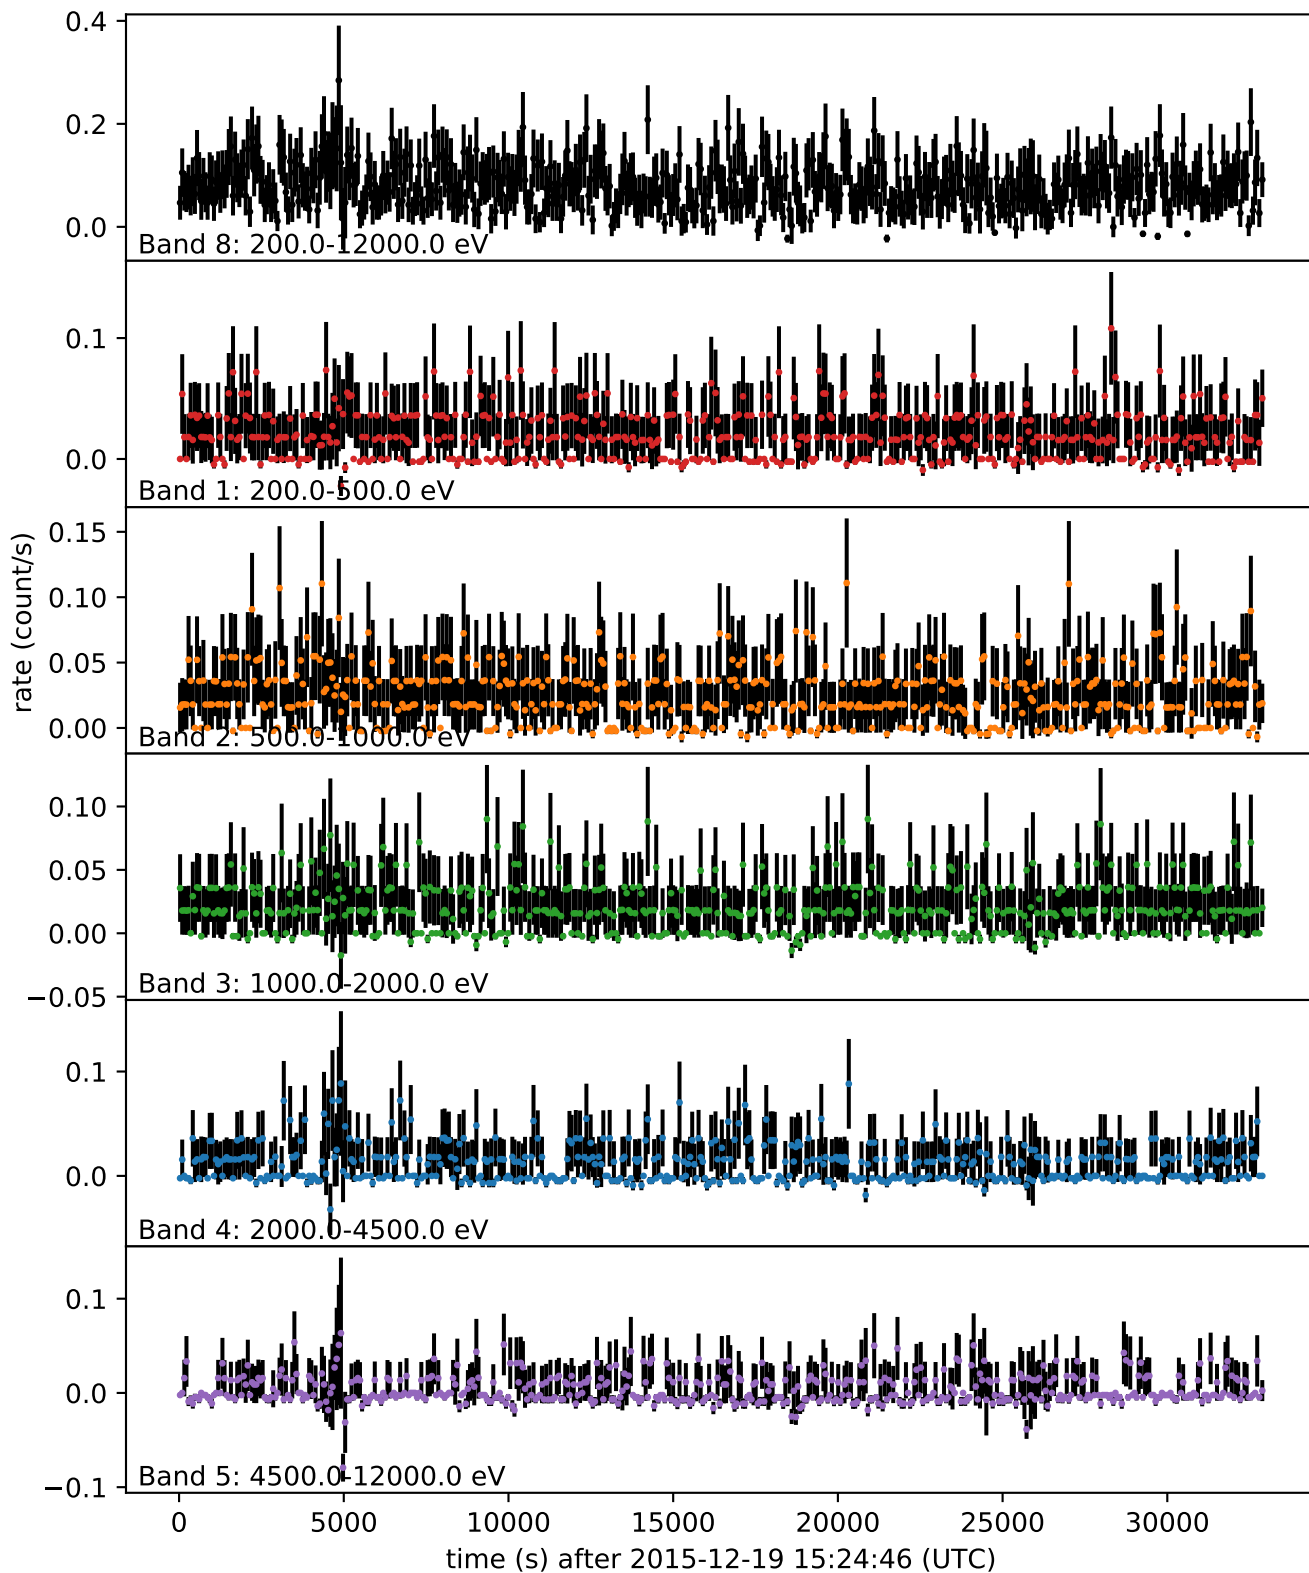 0.4
0.2
0.0
Band 8: 200.0-12000.0 eV
0.1
0.0
Band 1: 200.0-500.0 eV
rate (count/s)
0.15
0.10
0.05
0.00
Band 2: 500.0-1000.0 eV
0.10
0.05
0.00
−0.05
Band 3: 1000.0-2000.0 eV
0.1
0.0
Band 4: 2000.0-4500.0 eV
0.1
0.0
−0.1
Band 5: 4500.0-12000.0 eV
0 5000 10000 15000 20000 25000 30000
time (s) after 2015-12-19 15:24:46 (UTC)